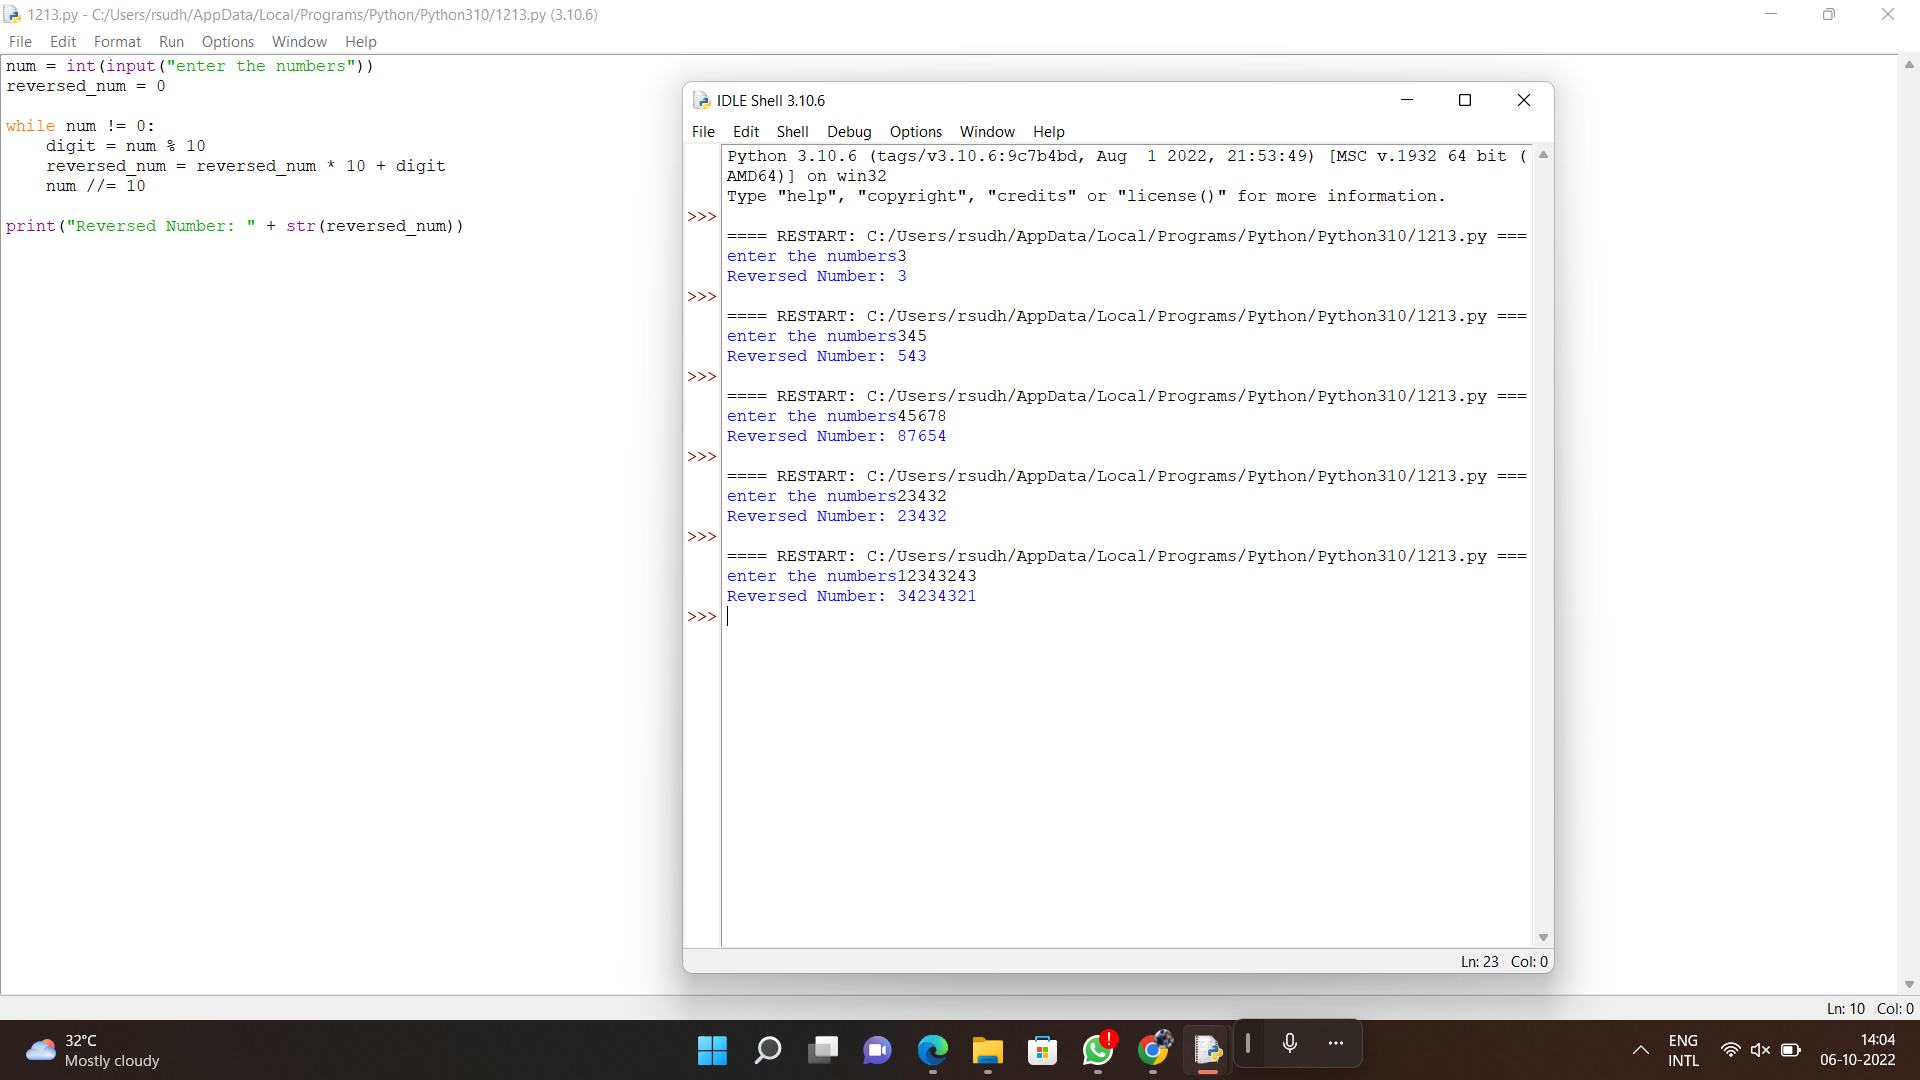 1213.py - C:/Users/rsudh/AppData/Local/Programs/Python/Python310/1213.py (3.10.6)
File Edit Format Run Options Window Help
num = int(input("enter the numbers"))
reversed_num = 0
while num != 0:
    digit = num % 10
    reversed_num = reversed_num * 10 + digit
    num //= 10
print("Reversed Number: " + str(reversed_num))
IDLE Shell 3.10.6
File Edit Shell Debug Options Window Help
Python 3.10.6 (tags/v3.10.6:9c7b4bd, Aug  1 2022, 21:53:49) [MSC v.1932 64 bit (
AMD64)] on win32
Type "help", "copyright", "credits" or "license()" for more information.
>>>
==== RESTART: C:/Users/rsudh/AppData/Local/Programs/Python/Python310/1213.py ===
enter the numbers3
Reversed Number: 3
>>>
==== RESTART: C:/Users/rsudh/AppData/Local/Programs/Python/Python310/1213.py ===
enter the numbers345
Reversed Number: 543
>>>
==== RESTART: C:/Users/rsudh/AppData/Local/Programs/Python/Python310/1213.py ===
enter the numbers45678
Reversed Number: 87654
>>>
==== RESTART: C:/Users/rsudh/AppData/Local/Programs/Python/Python310/1213.py ===
enter the numbers23432
Reversed Number: 23432
>>>
==== RESTART: C:/Users/rsudh/AppData/Local/Programs/Python/Python310/1213.py ===
enter the numbers12343243
Reversed Number: 34234321
>>>
Ln: 23 Col: 0
Ln: 10 Col: 0
32°C
Mostly cloudy
ENG
INTL
14:04
06-10-2022